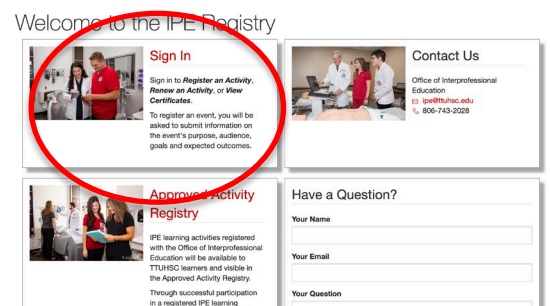 Welcome to the IPE Registry
Sign In
Sign in to Register an Activity,
Renew an Activity, or View
Certificates.
To register an event, you will be
asked to submit information on
the event's purpose, audience,
goals and expected outcomes.
Contact Us
Office of Interprofessional
Education
ipe@ttuhsc.edu
806-743-2028
Approved Activity
Registry
IPE learning activities registered
with the Office of Interprofessional
Education will be available to
TTUHSC learners and visible in
the Approved Activity Registry.
Through successful participation
in a registered IPE learning
Have a Question?
Your Name
Your Email
Your Question